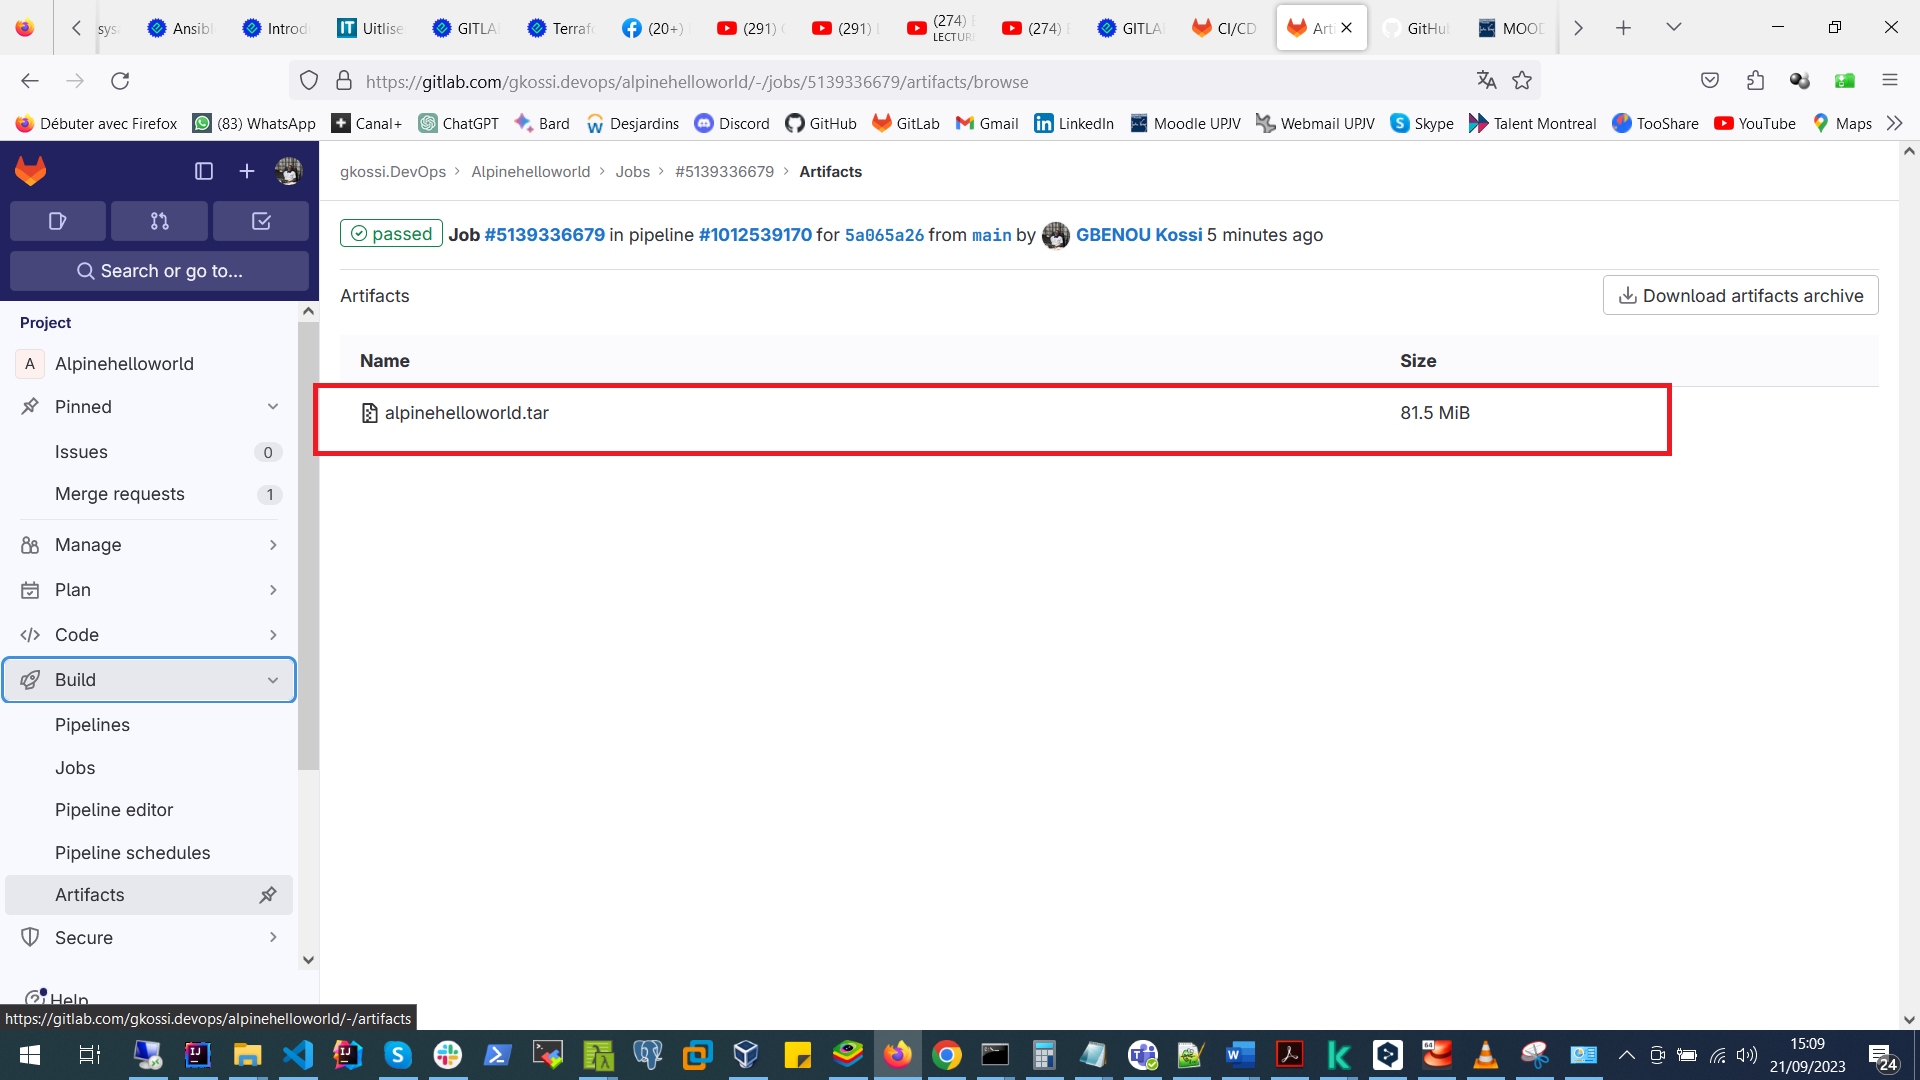 sys
Ansibl
Introd
Uitlise
GITLA
Terraf
(20+)
(291)
(291)
(274)
LECTUR
(274)
GITLA
CI/CD
Art
GitHu
MOOD
https://gitlab.com/gkossi.devops/alpinehelloworld/-/jobs/5139336679/artifacts/browse
Débuter avec Firefox
(83) WhatsApp
Canal+
ChatGPT
Bard
Desjardins
Discord
GitHub
GitLab
Gmail
LinkedIn
Moodle UPJV
Webmail UPJV
Skype
Talent Montreal
TooShare
YouTube
Maps
gkossi.DevOps > Alpinehelloworld > Jobs > #5139336679 > Artifacts
passed Job #5139336679 in pipeline #1012539170 for 5a065a26 from main by GBENOU Kossi 5 minutes ago
Search or go to...
Artifacts
Download artifacts archive
Project
Name Size
A Alpinehelloworld
Pinned
alpinehelloworld.tar 81.5 MiB
Issues 0
Merge requests 1
Manage
Plan
Code
Build
Pipelines
Jobs
Pipeline editor
Pipeline schedules
Artifacts
Secure
Help
https://gitlab.com/gkossi.devops/alpinehelloworld/-/artifacts
15:09
21/09/2023
24